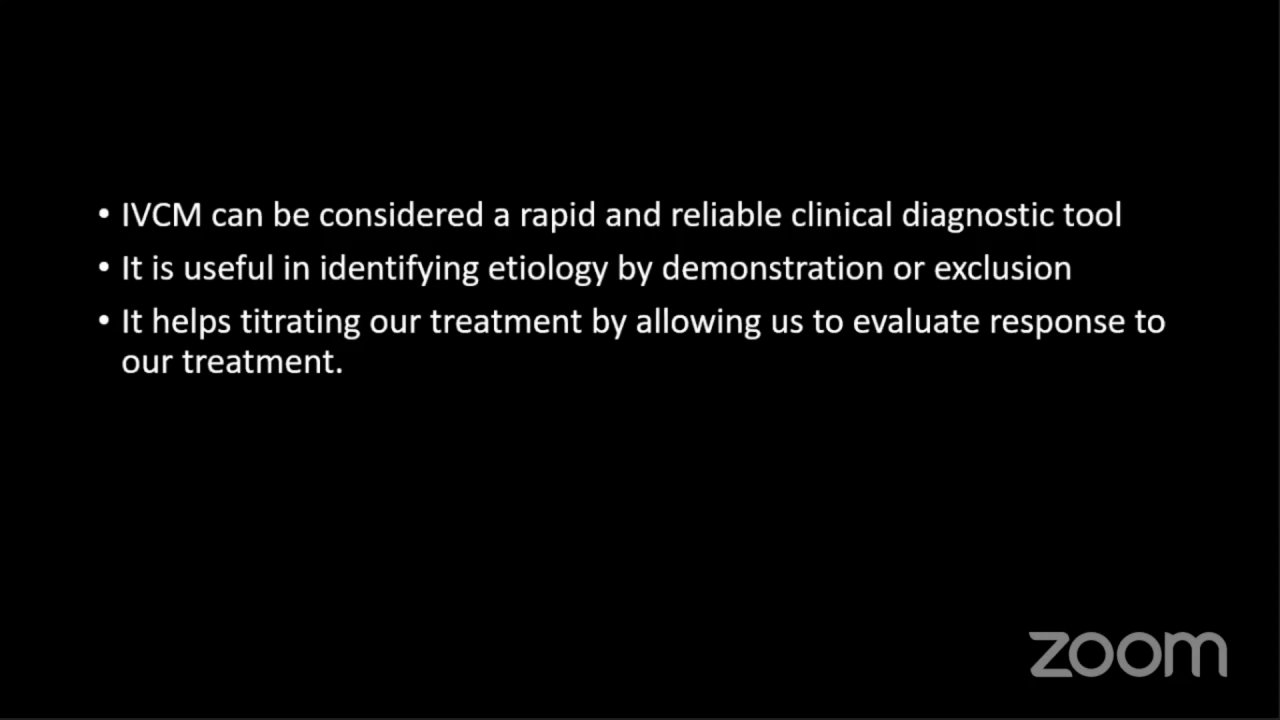 • IVCM can be considered a rapid and reliable clinical diagnostic tool
• It is useful in identifying etiology by demonstration or exclusion
• It helps titrating our treatment by allowing us to evaluate response to
our treatment.
zoom